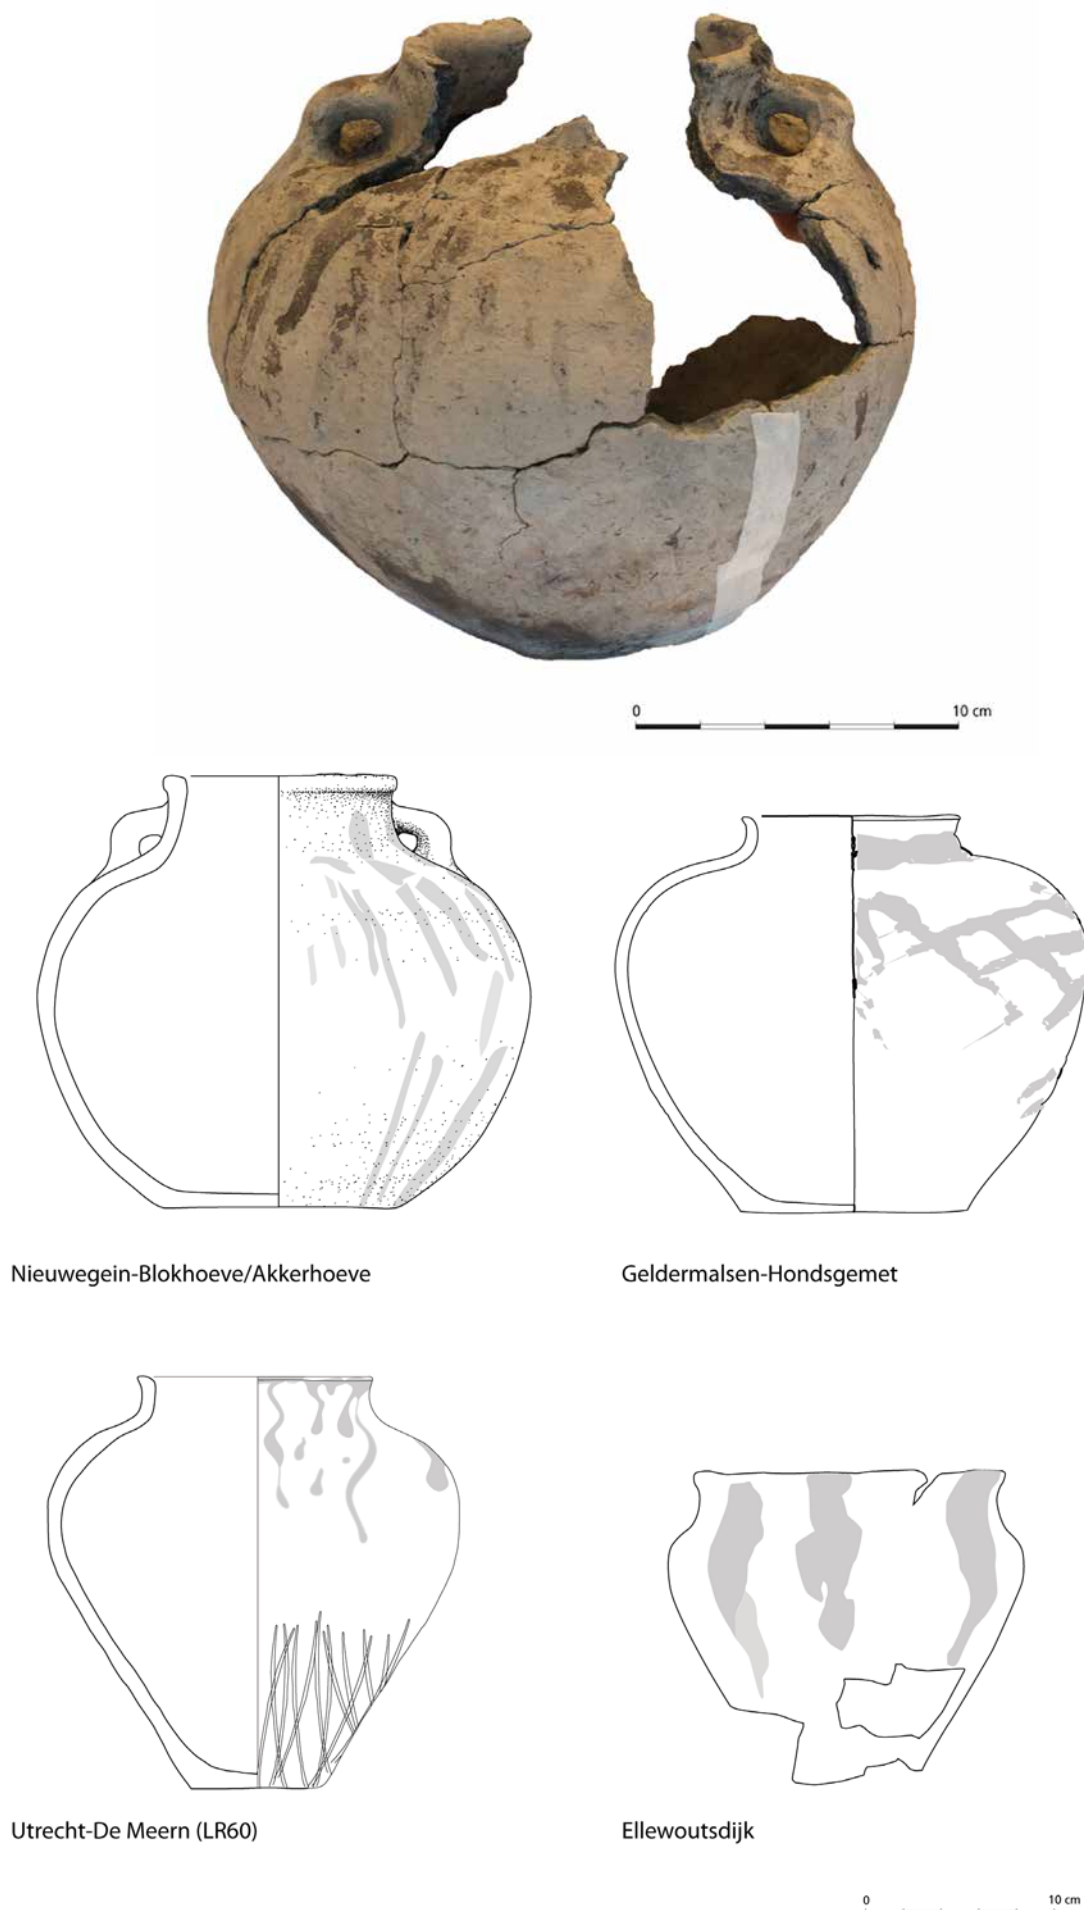 0 10 cm
Nieuwegein-Blokhoeve/Akkerhoeve
Geldermalsen-Hondsgemet
Utrecht-De Meern (LR60)
Ellewoutsdijk
0 10 cm